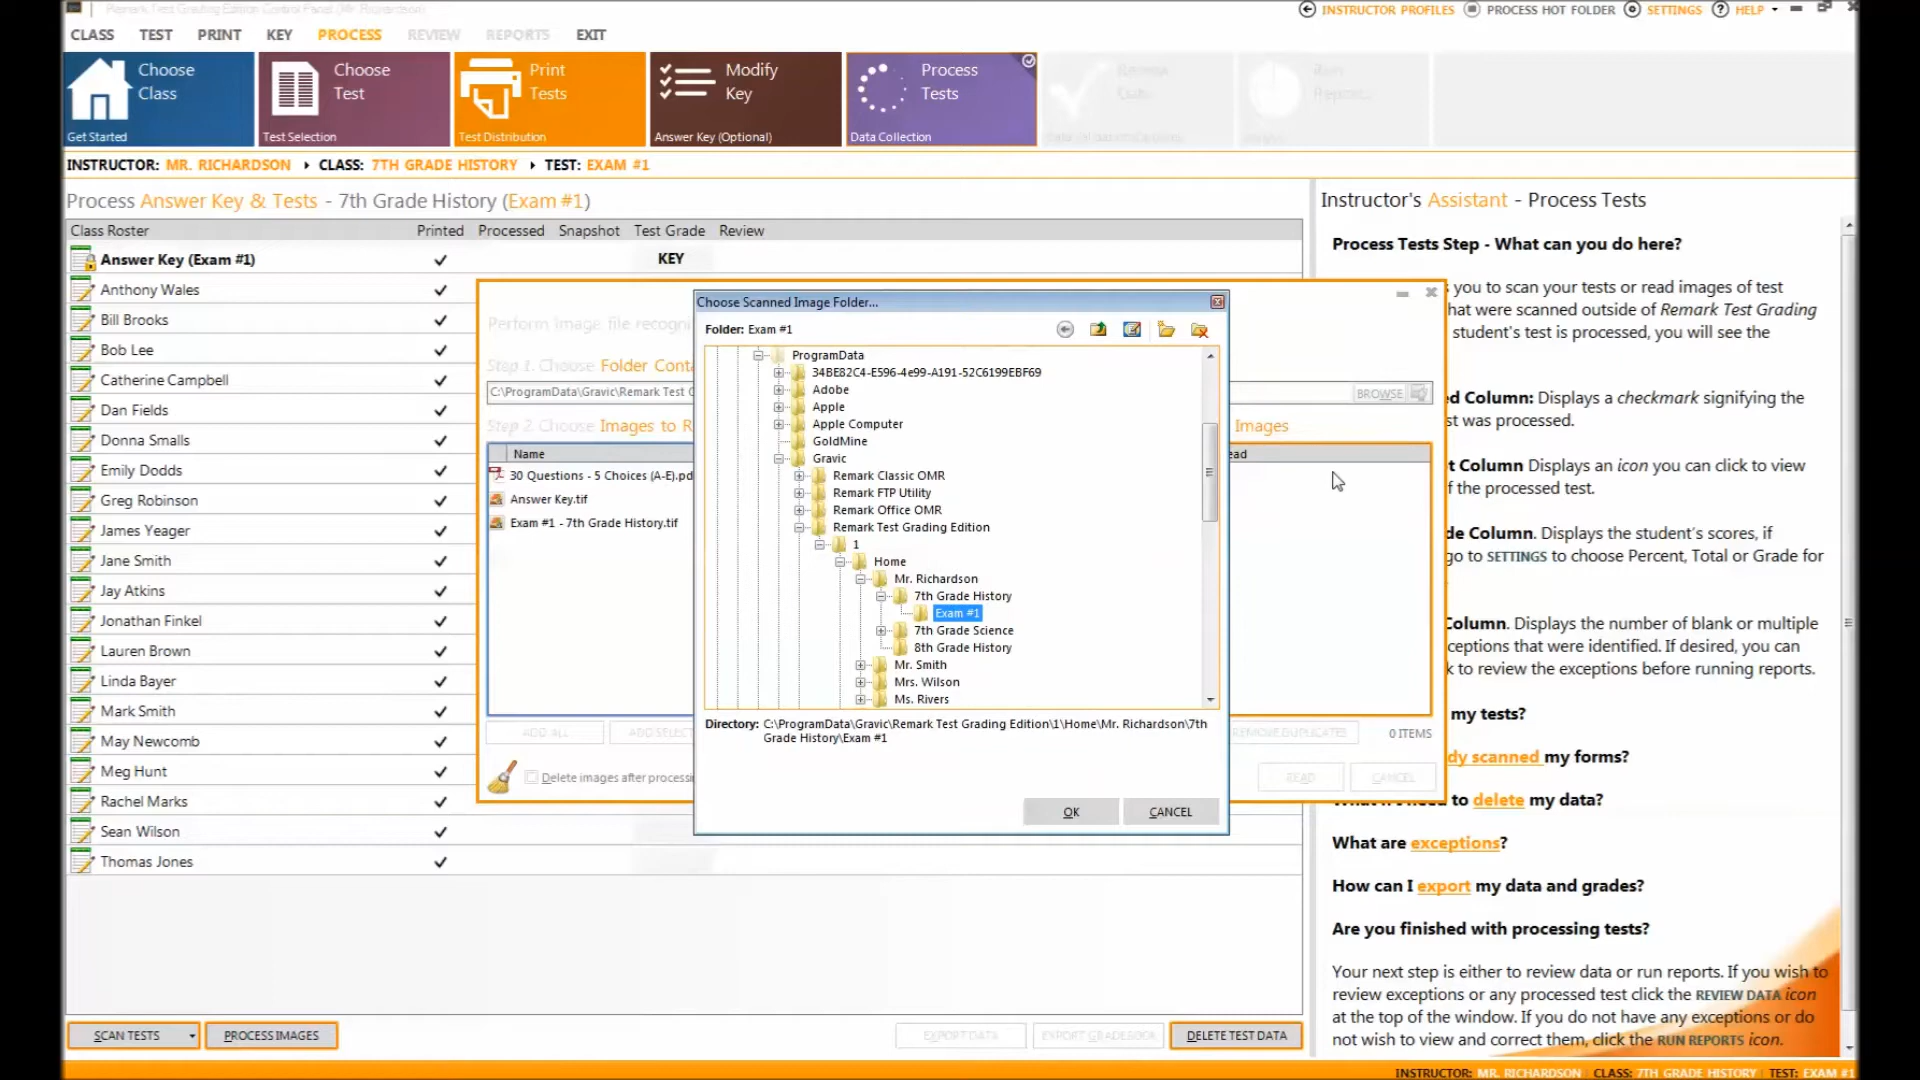 Remark Test Grading Edition Control Panel (Mr. Richardson)
INSTRUCTOR PROFILES PROCESS HOT FOLDER SETTINGS HELP
CLASS TEST PRINT KEY PROCESS REVIEW REPORTS EXIT
Choose Class
Get Started
Choose Test
Test Selection
Print Tests
Test Distribution
Modify Key
Answer Key (Optional)
Process Tests
Data Collection
INSTRUCTOR: MR. RICHARDSON CLASS: 7TH GRADE HISTORY TEST: EXAM #1
Process Answer Key & Tests - 7th Grade History (Exam #1)
Class Roster Printed Processed Snapshot Test Grade Review
Answer Key (Exam #1) KEY
Anthony Wales
Bill Brooks
Bob Lee
Catherine Campbell
Dan Fields
Donna Smalls
Emily Dodds
Greg Robinson
James Yeager
Jane Smith
Jay Atkins
Jonathan Finkel
Lauren Brown
Linda Bayer
Mark Smith
May Newcomb
Meg Hunt
Rachel Marks
Sean Wilson
Thomas Jones
SCAN TESTS PROCESS IMAGES EXPORT DATA EXPORT GRADEBOOK DELETE TEST DATA
Perform image file recogni
Step 1. Choose Folder Conta
C:\ProgramData\Gravic\Remark Test G
BROWSE
Step 2. Choose Images to R
Images
Name
ead
30 Questions - 5 Choices (A-E).pd
Answer Key.tif
Exam #1 - 7th Grade History.tif
ADD ALL ADD SELECT REMOVE DUPLICATES 0 ITEMS
Delete images after processi
READ CANCEL
Choose Scanned Image Folder...
Folder: Exam #1
ProgramData
34BE82C4-E596-4e99-A191-52C6199EBF69
Adobe
Apple
Apple Computer
GoldMine
Gravic
Remark Classic OMR
Remark FTP Utility
Remark Office OMR
Remark Test Grading Edition
1
Home
Mr. Richardson
7th Grade History
Exam #1
7th Grade Science
8th Grade History
Mr. Smith
Mrs. Wilson
Ms. Rivers
Directory: C:\ProgramData\Gravic\Remark Test Grading Edition\1\Home\Mr. Richardson\7th
Grade History\Exam #1
OK CANCEL
Instructor's Assistant - Process Tests
Process Tests Step - What can you do here?
you to scan your tests or read images of test
hat were scanned outside of Remark Test Grading
student's test is processed, you will see the
ed Column: Displays a checkmark signifying the
st was processed.
t Column Displays an icon you can click to view
f the processed test.
de Column. Displays the student's scores, if
go to SETTINGS to choose Percent, Total or Grade for
Column. Displays the number of blank or multiple
ceptions that were identified. If desired, you can
k to review the exceptions before running reports.
my tests?
dy scanned my forms?
to delete my data?
What are exceptions?
How can I export my data and grades?
Are you finished with processing tests?
Your next step is either to review data or run reports. If you wish to
review exceptions or any processed test click the REVIEW DATA icon
at the top of the window. If you do not have any exceptions or do
not wish to view and correct them, click the RUN REPORTS icon.
INSTRUCTOR: MR. RICHARDSON CLASS: 7TH GRADE HISTORY TEST: EXAM #1